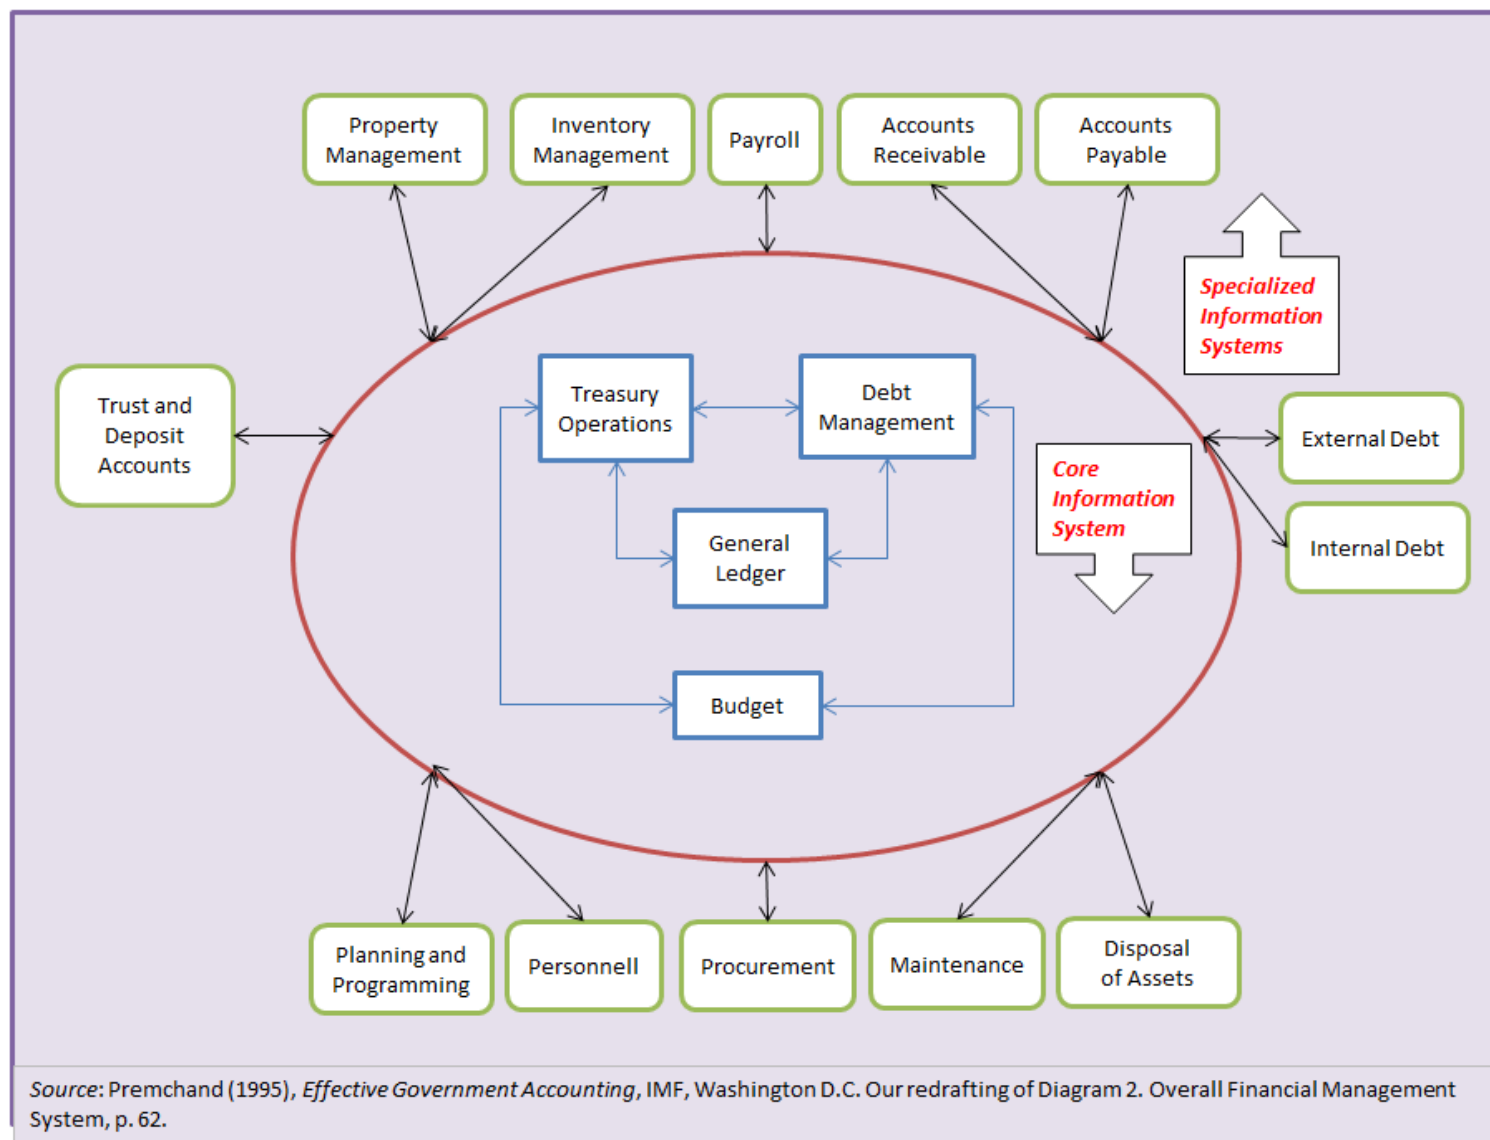 Property
Management
Inventory
Management
Payroll
Accounts
Receivable
Accounts
Payable
Specialized
Information
Systems
Trust and
Deposit
Accounts
Treasury
Operations
Debt
Management
External Debt
Core
Information
System
General
Ledger
Internal Debt
Budget
Planning and
Programming
Personnell
Procurement
Maintenance
Disposal
of Assets
Source: Premchand (1995), Effective Government Accounting, IMF, Washington D.C. Our redrafting of Diagram 2. Overall Financial Management
System, p. 62.